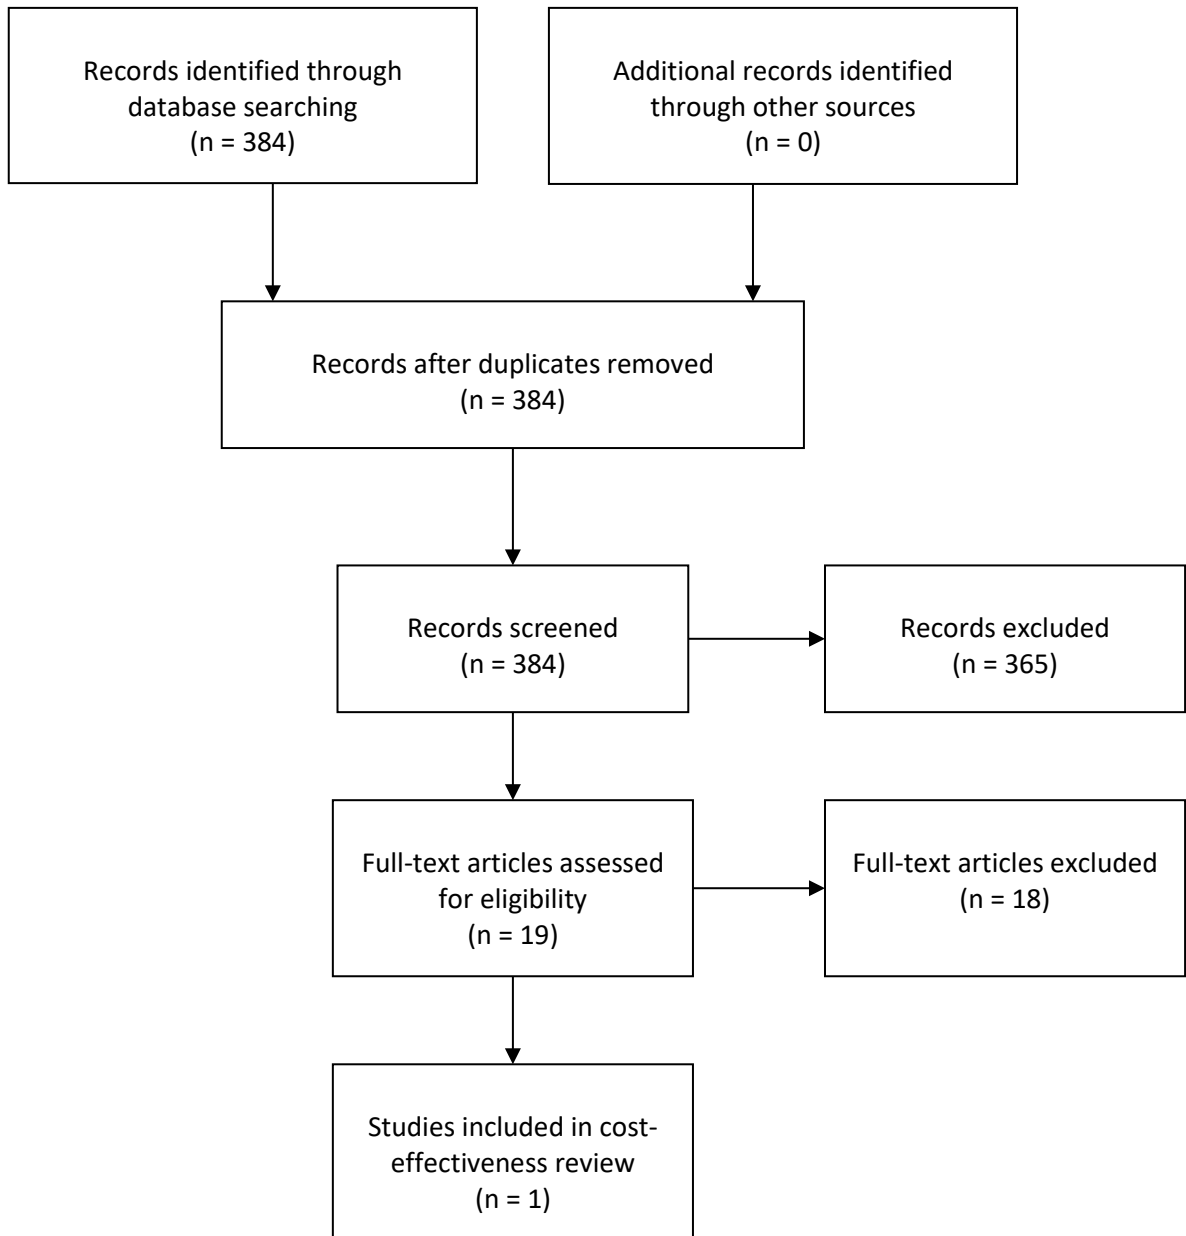 Records identified through
database searching
(n = 384)
Additional records identified
through other sources
(n = 0)
Records after duplicates removed
(n = 384)
Records screened
(n = 384)
Records excluded
(n = 365)
Full-text articles assessed
for eligibility
(n = 19)
Full-text articles excluded
(n = 18)
Studies included in cost-
effectiveness review
(n = 1)